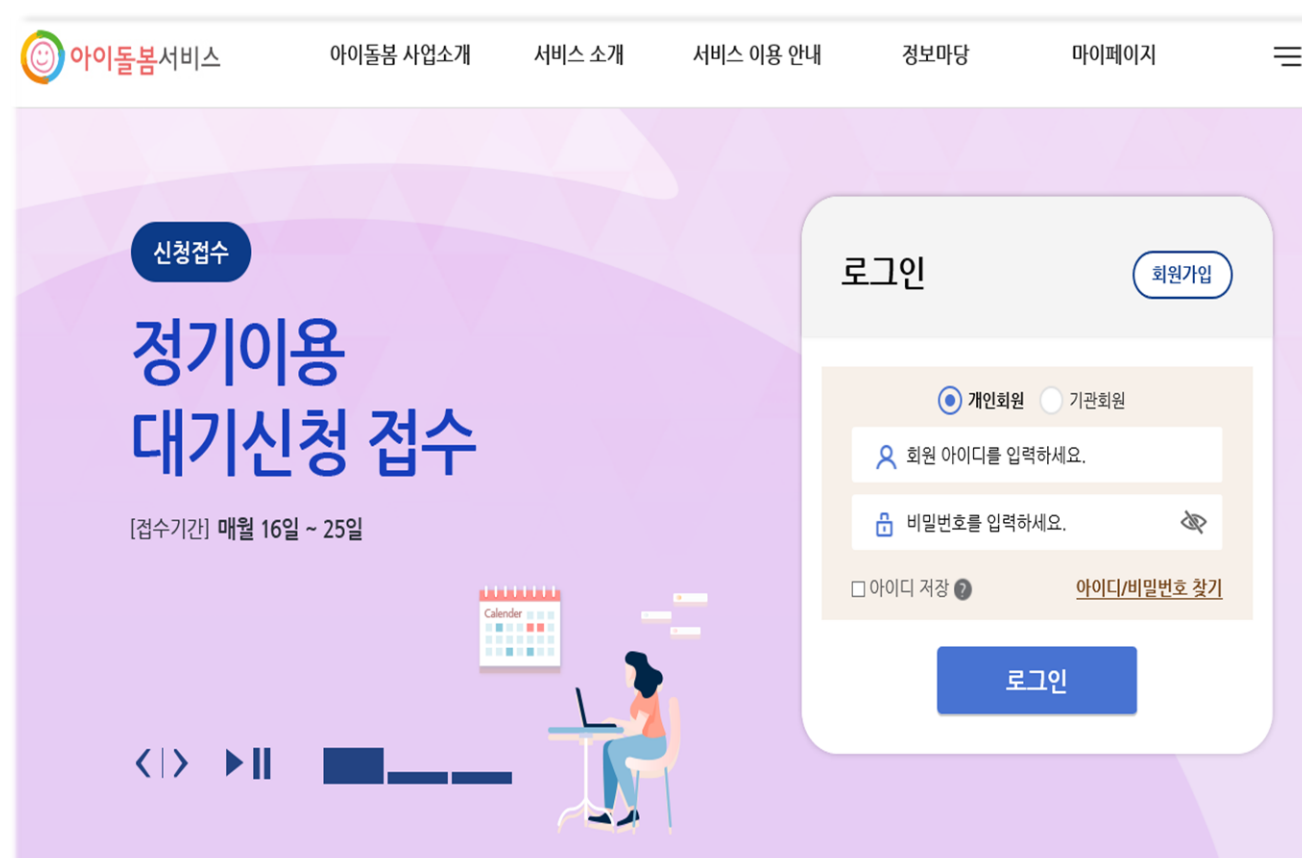 아이돌봄서비스
아이돌봄 사업소개 서비스 소개 서비스 이용 안내 정보마당 마이페이지
신청접수
정기이용
대기신청 접수
[접수기간] 매월 16일 ~ 25일
Calender
로그인 회원가입
개인회원 기관회원
회원 아이디를 입력하세요.
비밀번호를 입력하세요.
아이디 저장 ? 아이디/비밀번호 찾기
로그인